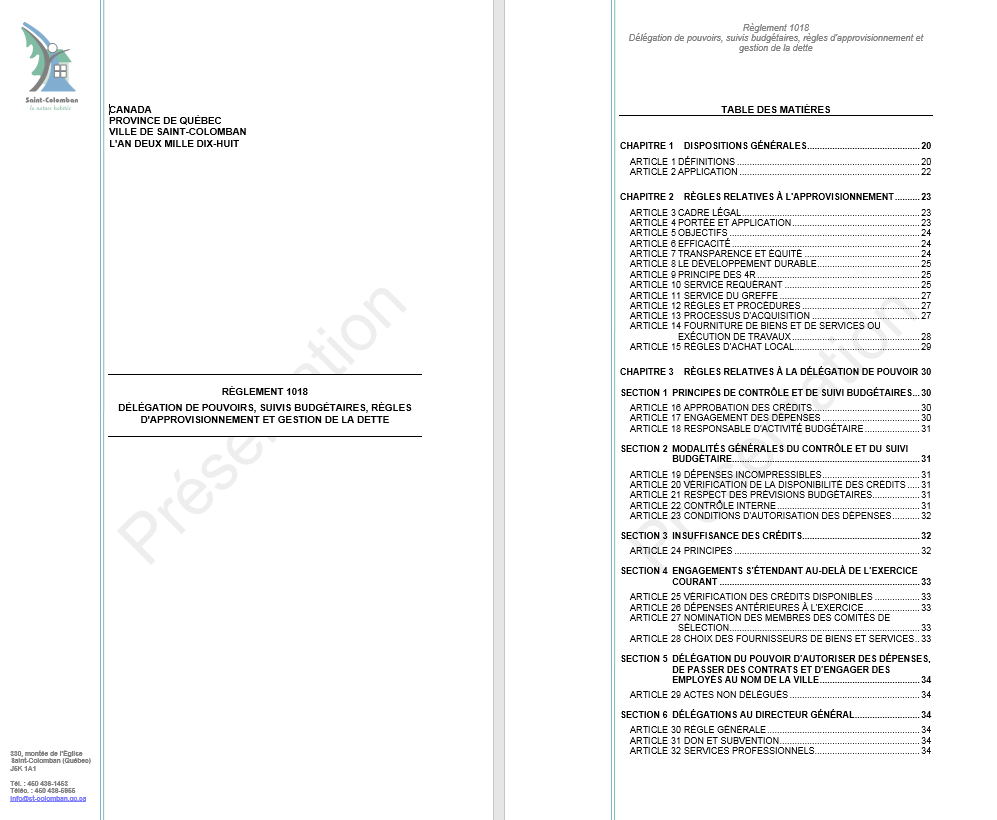 Saint-Colomban
la nature habitée
CANADA
PROVINCE DE QUÉBEC
VILLE DE SAINT-COLOMBAN
L'AN DEUX MILLE DIX-HUIT
Présentation
RÈGLEMENT 1018
DÉLÉGATION DE POUVOIRS, SUIVIS BUDGÉTAIRES, RÈGLES
D'APPROVISIONNEMENT ET GESTION DE LA DETTE
330, montée de l'Église
Saint-Colomban (Québec)
J5K 1A1
Tél. : 450 436-1453
Téléc. : 450 436-5955
info@st-colomban.qc.ca
Règlement 1018
Délégation de pouvoirs, suivis budgétaires, règles d'approvisionnement et
gestion de la dette
TABLE DES MATIÈRES
CHAPITRE 1 DISPOSITIONS GÉNÉRALES 20
ARTICLE 1 DÉFINITIONS 20
ARTICLE 2 APPLICATION 22
CHAPITRE 2 RÈGLES RELATIVES À L'APPROVISIONNEMENT 23
ARTICLE 3 CADRE LÉGAL 23
ARTICLE 4 PORTÉE ET APPLICATION 23
ARTICLE 5 OBJECTIFS 24
ARTICLE 6 EFFICACITÉ 24
ARTICLE 7 TRANSPARENCE ET ÉQUITÉ 24
ARTICLE 8 LE DÉVELOPPEMENT DURABLE 25
ARTICLE 9 PRINCIPE DES 4R 25
ARTICLE 10 SERVICE REQUÉRANT 25
ARTICLE 11 SERVICE DU GREFFE 27
ARTICLE 12 RÈGLES ET PROCÉDURES 27
ARTICLE 13 PROCESSUS D'ACQUISITION 27
ARTICLE 14 FOURNITURE DE BIENS ET DE SERVICES OU
EXÉCUTION DE TRAVAUX 28
ARTICLE 15 RÈGLES D'ACHAT LOCAL 29
CHAPITRE 3 RÈGLES RELATIVES À LA DÉLÉGATION DE POUVOIR 30
SECTION 1 PRINCIPES DE CONTRÔLE ET DE SUIVI BUDGÉTAIRES 30
ARTICLE 16 APPROBATION DES CRÉDITS 30
ARTICLE 17 ENGAGEMENT DES DÉPENSES 30
ARTICLE 18 RESPONSABLE D'ACTIVITÉ BUDGÉTAIRE 31
SECTION 2 MODALITÉS GÉNÉRALES DU CONTRÔLE ET DU SUIVI
BUDGÉTAIRE 31
ARTICLE 19 DÉPENSES INCOMPRESSIBLES 31
ARTICLE 20 VÉRIFICATION DE LA DISPONIBILITÉ DES CRÉDITS 31
ARTICLE 21 RESPECT DES PRÉVISIONS BUDGÉTAIRES 31
ARTICLE 22 CONTRÔLE INTERNE 31
ARTICLE 23 CONDITIONS D'AUTORISATION DES DÉPENSES 32
SECTION 3 INSUFFISANCE DES CRÉDITS 32
ARTICLE 24 PRINCIPES 32
SECTION 4 ENGAGEMENTS S'ÉTENDANT AU-DELÀ DE L'EXERCICE
COURANT 33
ARTICLE 25 VÉRIFICATION DES CRÉDITS DISPONIBLES 33
ARTICLE 26 DÉPENSES ANTÉRIEURES À L'EXERCICE 33
ARTICLE 27 NOMINATION DES MEMBRES DES COMITÉS DE
SÉLECTION 33
ARTICLE 28 CHOIX DES FOURNISSEURS DE BIENS ET SERVICES 33
SECTION 5 DÉLÉGATION DU POUVOIR D'AUTORISER DES DÉPENSES,
DE PASSER DES CONTRATS ET D'ENGAGER DES
EMPLOYÉS AU NOM DE LA VILLE 34
ARTICLE 29 ACTES NON DÉLÉGUÉS 34
SECTION 6 DÉLÉGATIONS AU DIRECTEUR GÉNÉRAL 34
ARTICLE 30 RÈGLE GÉNÉRALE 34
ARTICLE 31 DON ET SUBVENTION 34
ARTICLE 32 SERVICES PROFESSIONNELS 34
Présentation